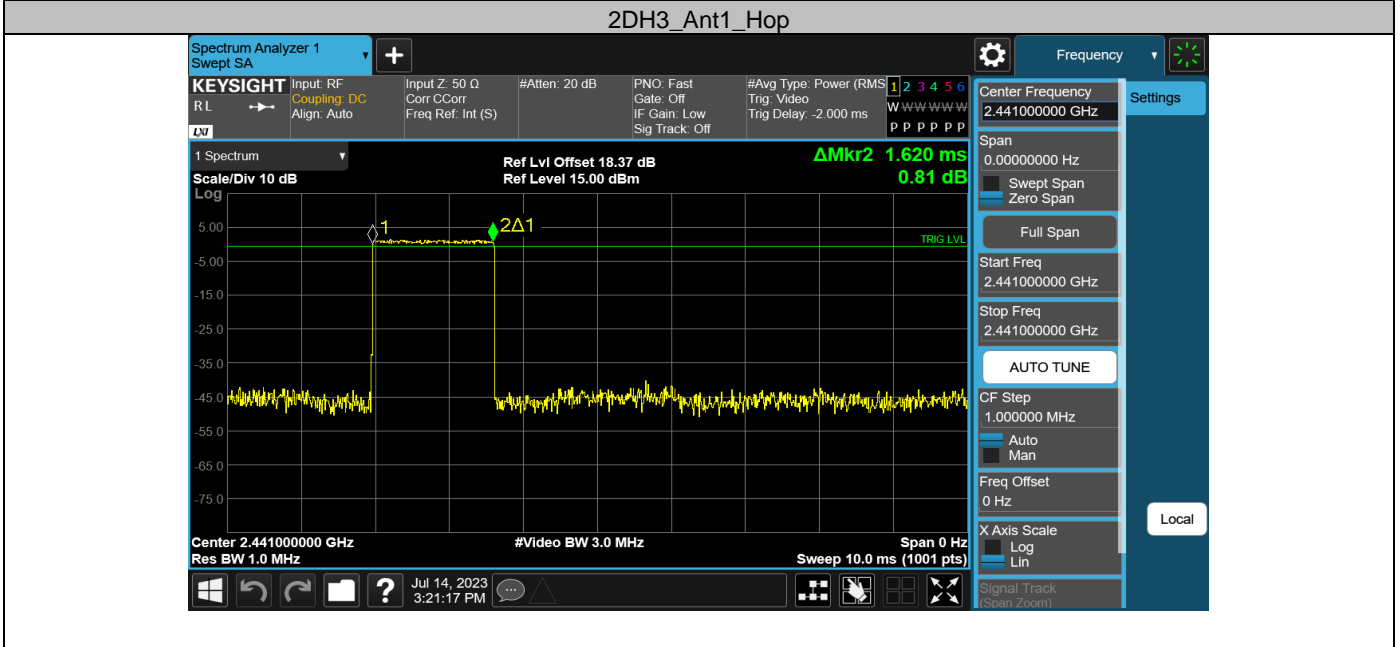 2DH3_Ant1_Hop
Spectrum Analyzer 1
Swept SA
+
Frequency
KEYSIGHT
R L
LXI
Input: RF
Coupling: DC
Align: Auto
Input Z: 50 Ω
Corr CCorr
Freq Ref: Int (S)
#Atten: 20 dB
PNO: Fast
Gate: Off
IF Gain: Low
Sig Track: Off
#Avg Type: Power (RMS
Trig: Video
Trig Delay: -2.000 ms
1 2 3 4 5 6
W W W W W W
P P P P P P
1 Spectrum
Scale/Div 10 dB
Log
Ref Lvl Offset 18.37 dB
Ref Level 15.00 dBm
ΔMkr2 1.620 ms
0.81 dB
1
2Δ1
TRIG LVL
5.00
-5.00
-15.0
-25.0
-35.0
-45.0
-55.0
-65.0
-75.0
Center 2.441000000 GHz
Res BW 1.0 MHz
#Video BW 3.0 MHz
Span 0 Hz
Sweep 10.0 ms (1001 pts)
Center Frequency
2.441000000 GHz
Settings
Span
0.00000000 Hz
Swept Span
Zero Span
Full Span
Start Freq
2.441000000 GHz
Stop Freq
2.441000000 GHz
AUTO TUNE
CF Step
1.000000 MHz
Auto
Man
Freq Offset
0 Hz
X Axis Scale
Log
Lin
Signal Track
(Span Zoom)
Local
?
Jul 14, 2023
3:21:17 PM